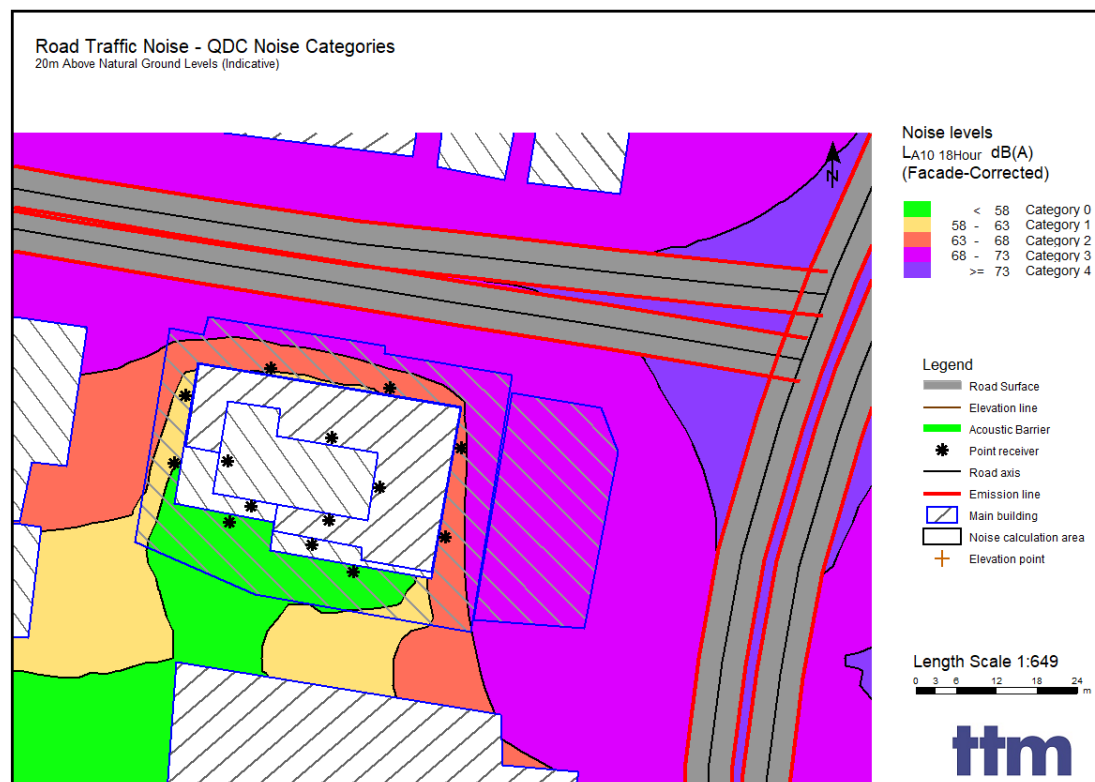 Road Traffic Noise - QDC Noise Categories
20m Above Natural Ground Levels (Indicative)
N
Noise levels
LA10 18Hour dB(A)
(Facade-Corrected)
< 58 Category 0
58 - 63 Category 1
63 - 68 Category 2
68 - 73 Category 3
>= 73 Category 4
Legend
Road Surface
Elevation line
Acoustic Barrier
Point receiver
Road axis
Emission line
Main building
Noise calculation area
Elevation point
Length Scale 1:649
0 3 6 12 18 24
m
ttm